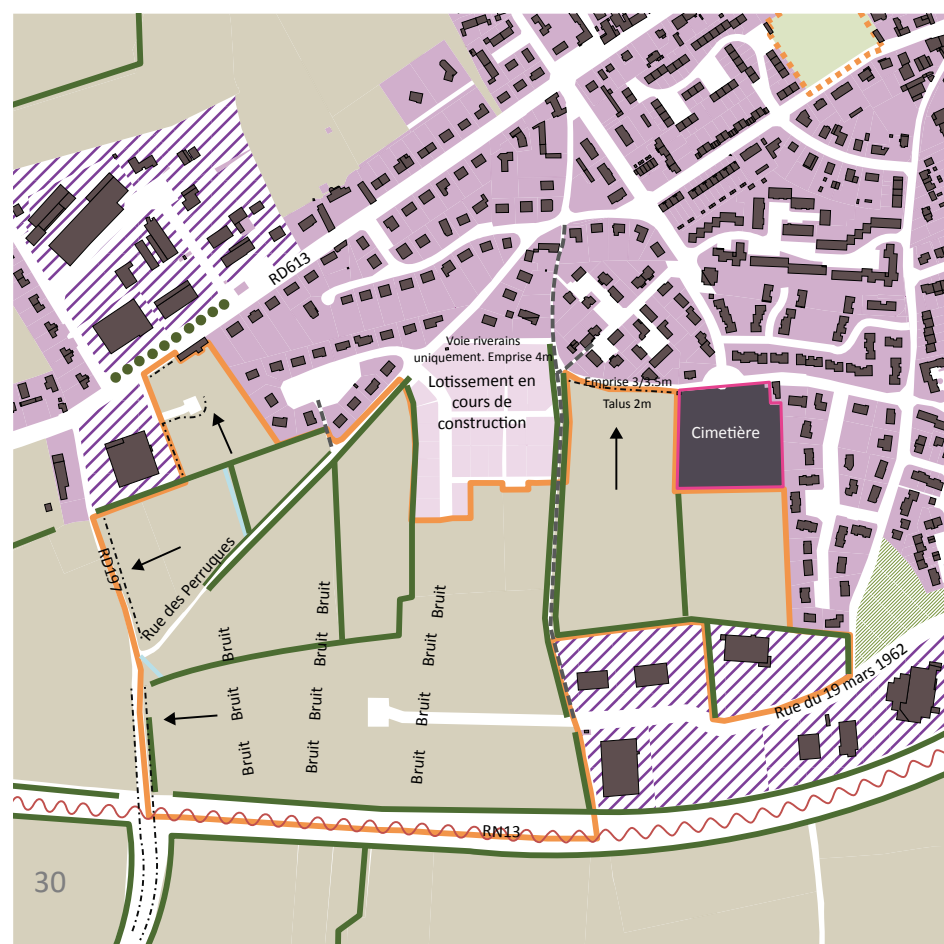 RD613
Voie riverains
uniquement. Emprise 4m
Lotissement en
cours de
construction
Emprise 3/3.5m
Talus 2m
Cimetière
RD197
Rue des Perruques
Bruit
Bruit
Bruit
Bruit
Bruit
Bruit
Bruit
Bruit
Bruit
Bruit
Bruit
Bruit
Rue du 19 mars 1962
RN13
30